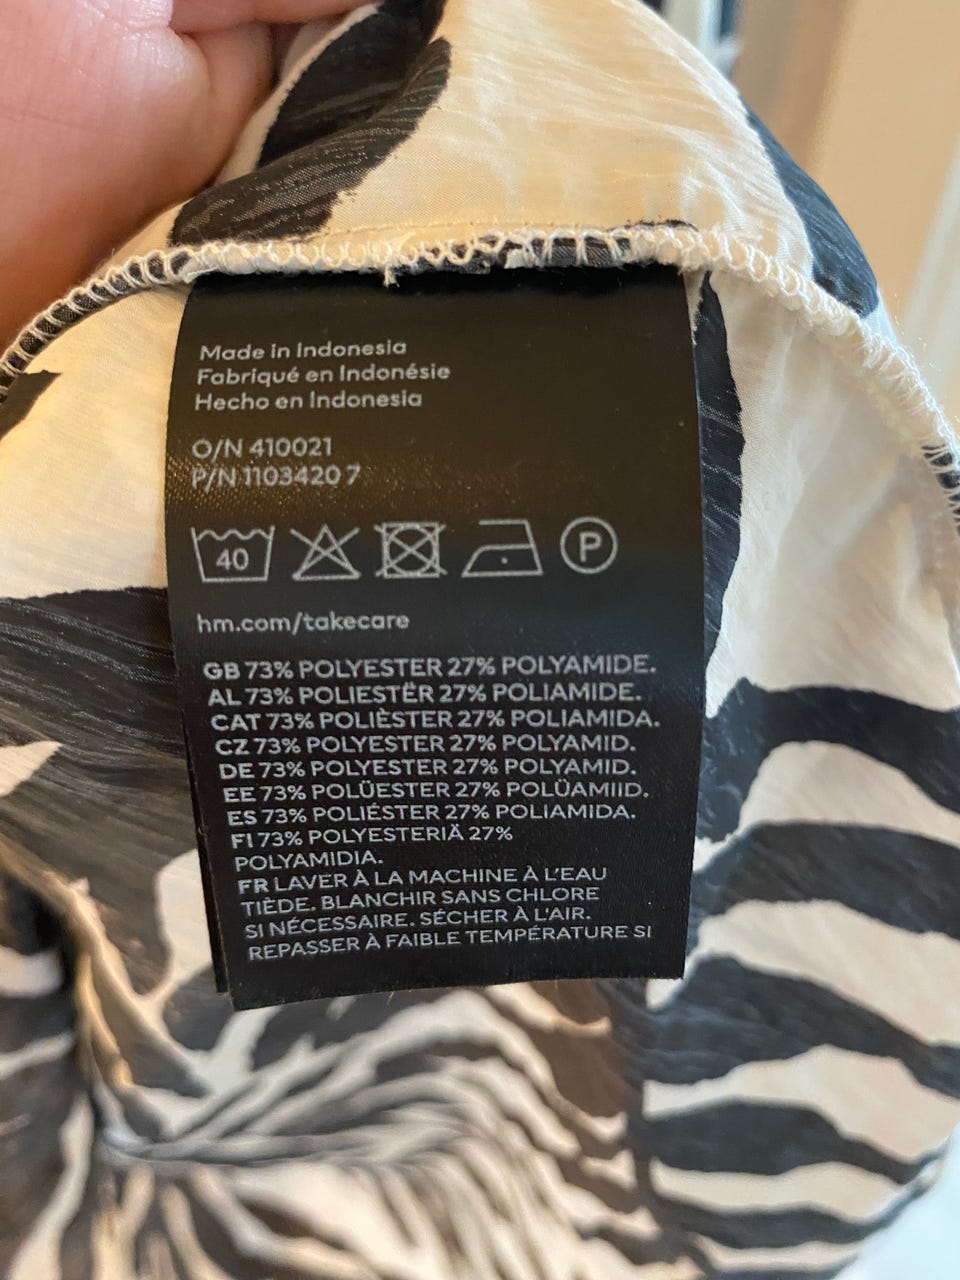 Made in Indonesia
Fabriqué en Indonésie
Hecho en Indonesia
O/N 410021
P/N 1103420 7
40 P
hm.com/takecare
GB 73% POLYESTER 27% POLYAMIDE.
AL 73% POLIESTËR 27% POLIAMIDE.
CAT 73% POLIÈSTER 27% POLIAMIDA.
CZ 73% POLYESTER 27% POLYAMID.
DE 73% POLYESTER 27% POLYAMID.
EE 73% POLÜESTER 27% POLÜAMIID.
ES 73% POLIÉSTER 27% POLIAMIDA.
FI 73% POLYESTERIÄ 27%
POLYAMIDIA.
FR LAVER À LA MACHINE À L'EAU
TIÈDE. BLANCHIR SANS CHLORE
SI NÉCESSAIRE. SÉCHER À L'AIR.
REPASSER À FAIBLE TEMPÉRATURE SI